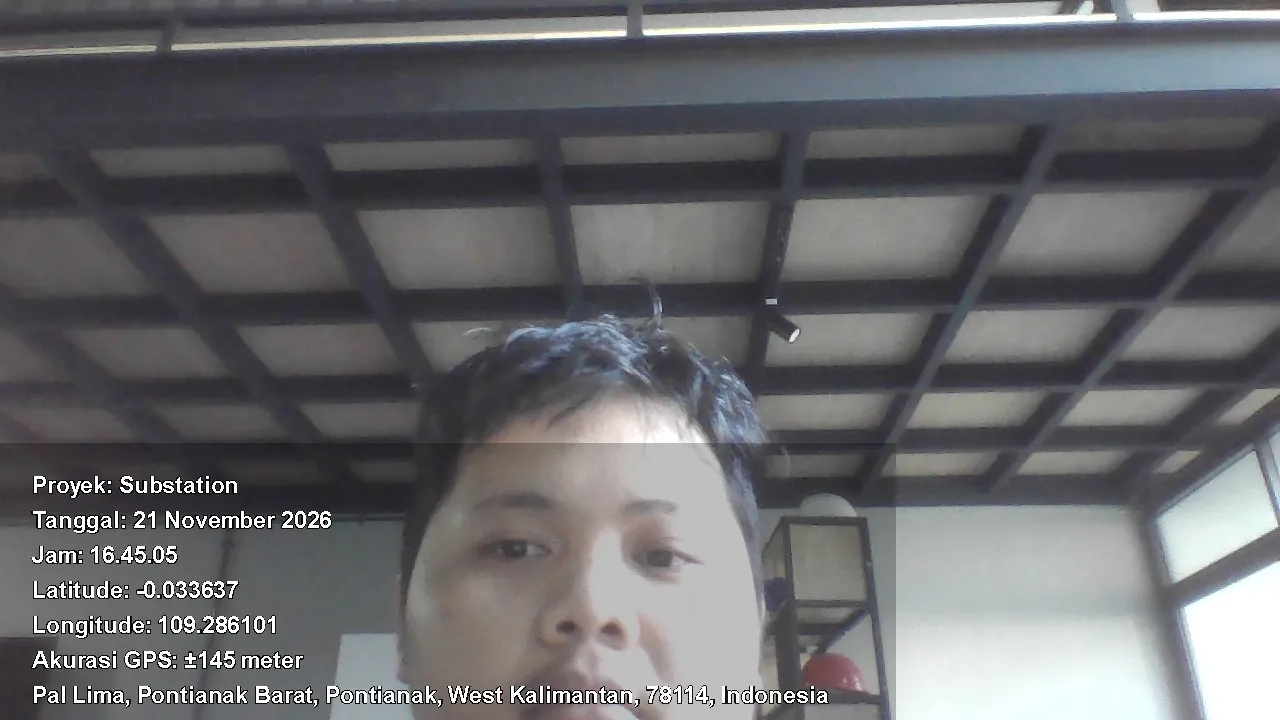 Proyek: Substation
Tanggal: 21 November 2026
Jam: 16.45.05
Latitude: -0.033637
Longitude: 109.286101
Akurasi GPS: ±145 meter
Pal Lima, Pontianak Barat, Pontianak, West Kalimantan, 78114, Indonesia